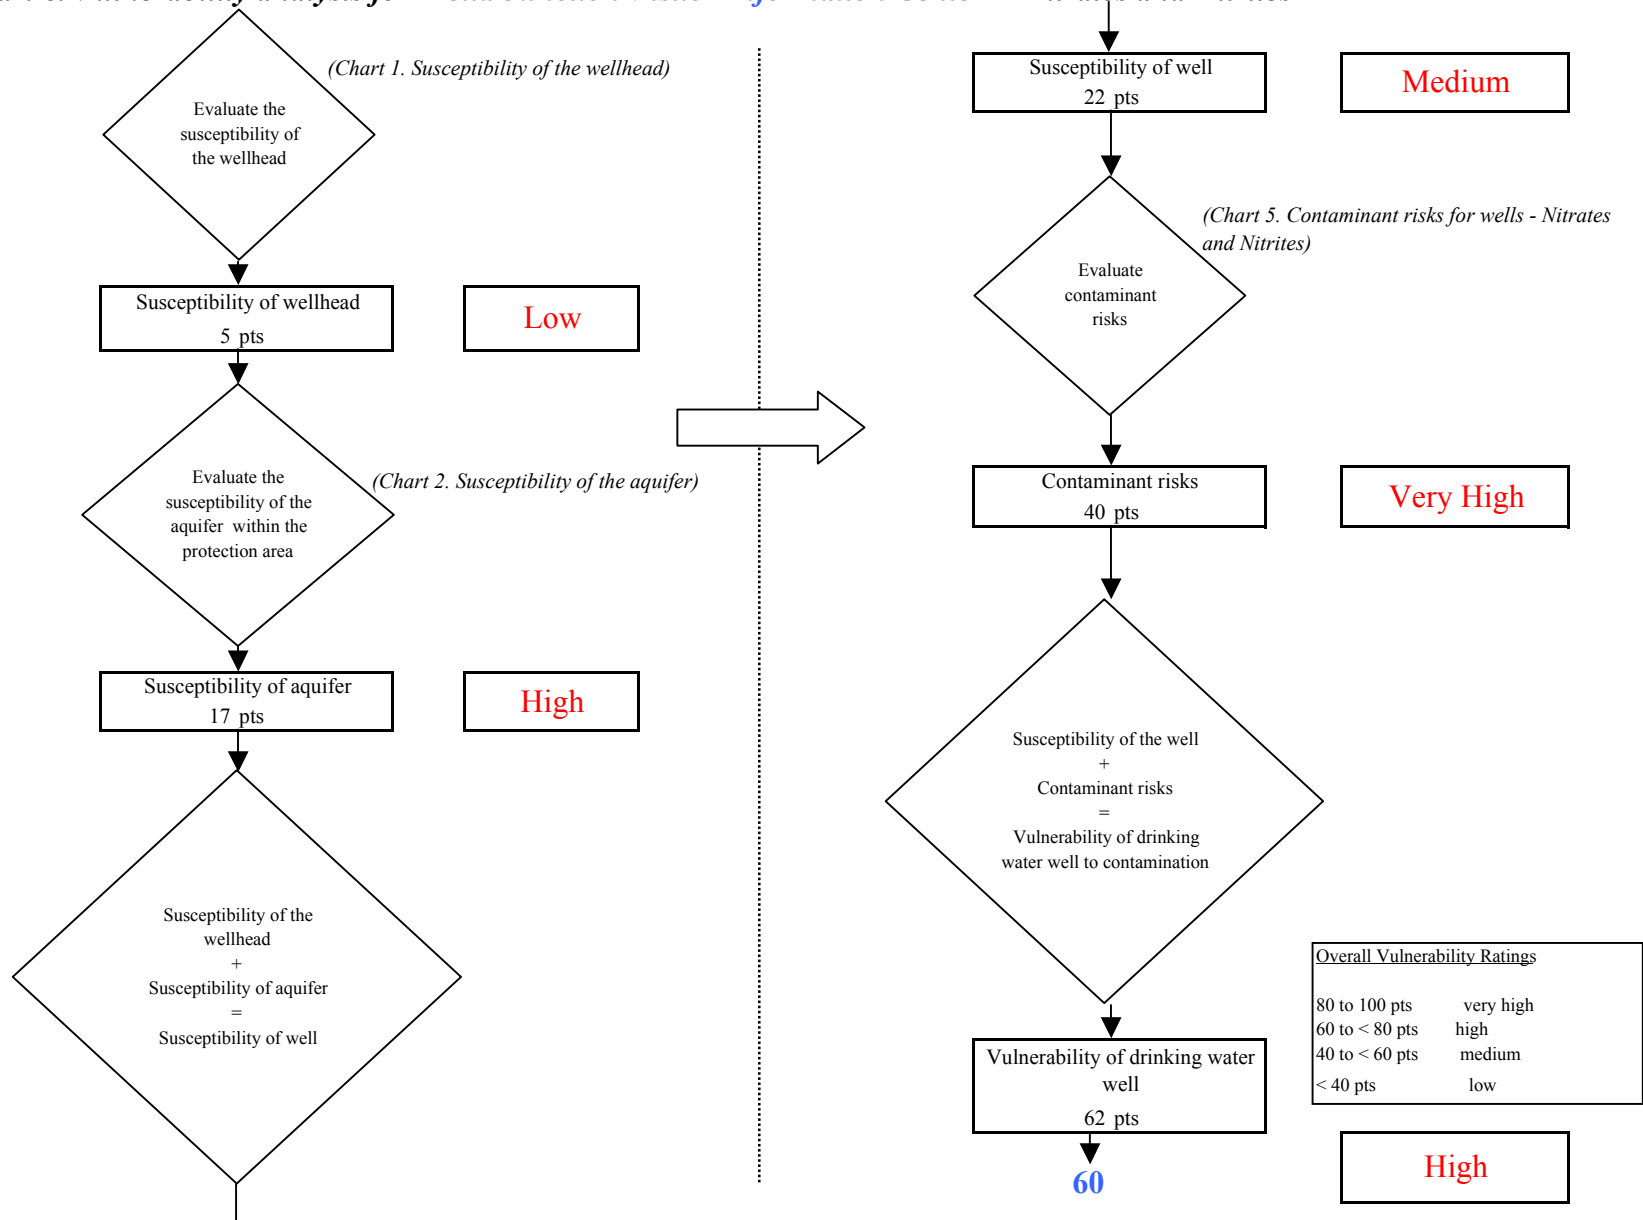 (Chart 1. Susceptibility of the wellhead)
Evaluate the
susceptibility of
the wellhead
Susceptibility of wellhead
5 pts
Low
(Chart 2. Susceptibility of the aquifer)
Evaluate the
susceptibility of the
aquifer within the
protection area
Susceptibility of aquifer
17 pts
High
Susceptibility of the
wellhead
+
Susceptibility of aquifer
=
Susceptibility of well
Susceptibility of well
22 pts
Medium
(Chart 5. Contaminant risks for wells - Nitrates
and Nitrites)
Evaluate
contaminant
risks
Contaminant risks
40 pts
Very High
Susceptibility of the well
+
Contaminant risks
=
Vulnerability of drinking
water well to contamination
Overall Vulnerability Ratings
80 to 100 pts very high
60 to < 80 pts high
40 to < 60 pts medium
< 40 pts low
Vulnerability of drinking water
well
62 pts
60
High